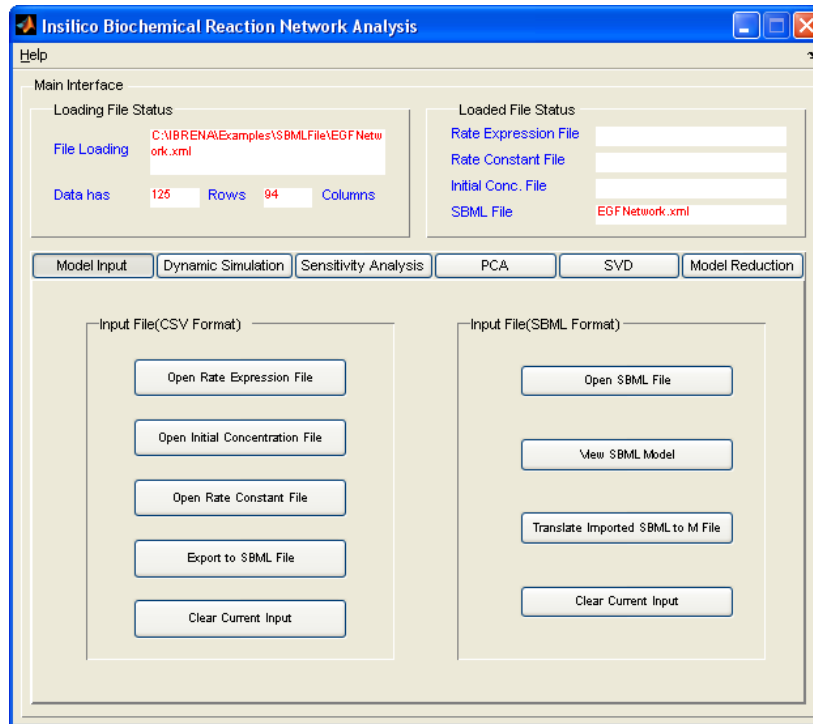 Insilico Biochemical Reaction Network Analysis
Help
Main Interface
Loading File Status
File Loading
C:\IBRENA\Examples\SBMLFile\EGFNetw
ork.xml
Data has 125 Rows 94 Columns
Loaded File Status
Rate Expression File
Rate Constant File
Initial Conc. File
SBML File EGFNetwork.xml
Model Input Dynamic Simulation Sensitivity Analysis PCA SVD Model Reduction
Input File(CSV Format)
Open Rate Expression File
Open Initial Concentration File
Open Rate Constant File
Export to SBML File
Clear Current Input
Input File(SBML Format)
Open SBML File
View SBML Model
Translate Imported SBML to M File
Clear Current Input